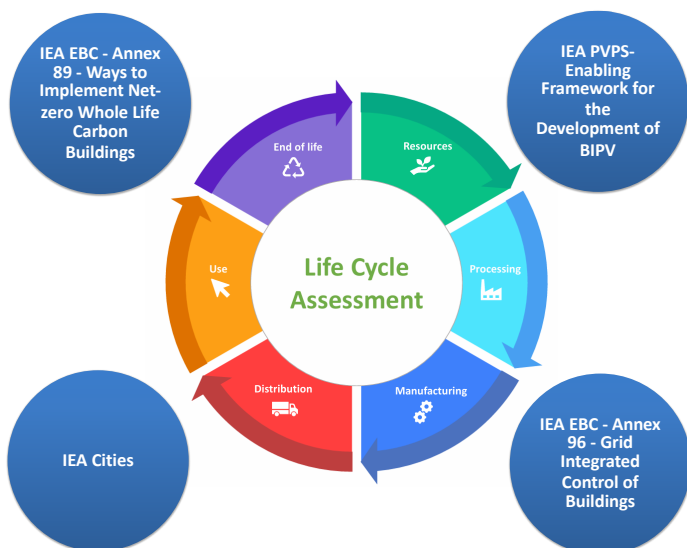 IEA EBC - Annex
89 - Ways to
Implement Net-
zero Whole Life
Carbon
Buildings
IEA PVPS-
Enabling
Framework for
the
Development of
BIPV
End of life
Resources
Use
Life Cycle
Assessment
Processing
Distribution
Manufacturing
IEA Cities
IEA EBC - Annex
96 - Grid
Integrated
Control of
Buildings